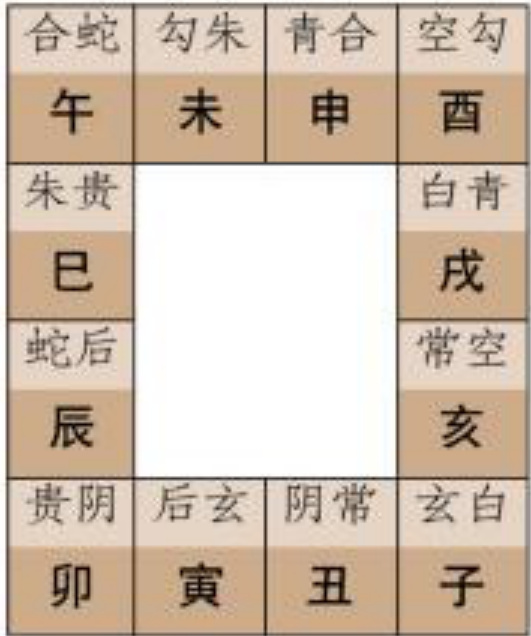 合蛇 勾朱 青合 空勾
午 未 申 酉
朱贵 白青
巳 戌
蛇后 常空
辰 亥
贵阴 后玄 阴常 玄白
卯 寅 丑 子